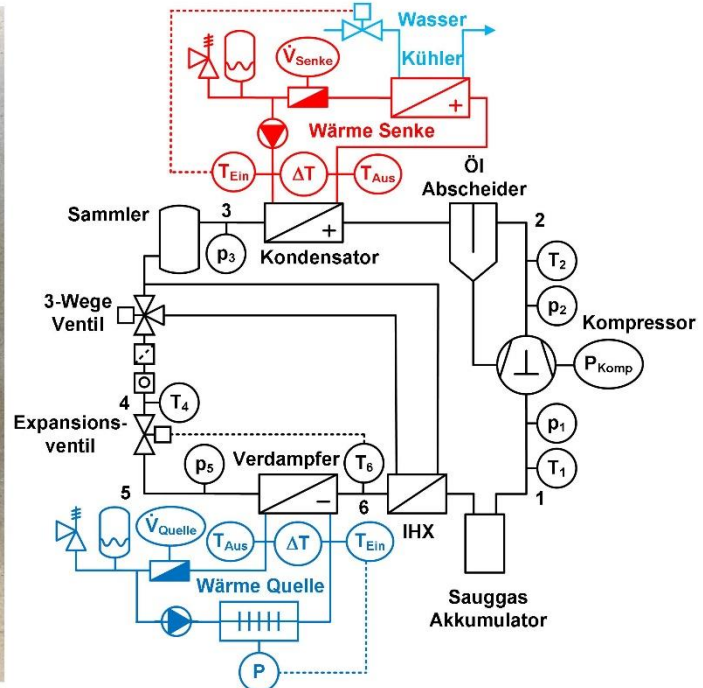 Wasser
V̇Senke
Kühler
+
Wärme Senke
TEin
ΔT
TAus
Öl
Abscheider
Sammler
3
2
p3
+
Kondensator
T2
3-Wege
Ventil
p2
Kompressor
PKomp
4
T4
p1
Expansions-
ventil
p5
Verdampfer
T6
T1
5
−
6
IHX
1
V̇Quelle
TAus
ΔT
TEin
Wärme Quelle
Sauggas
Akkumulator
P